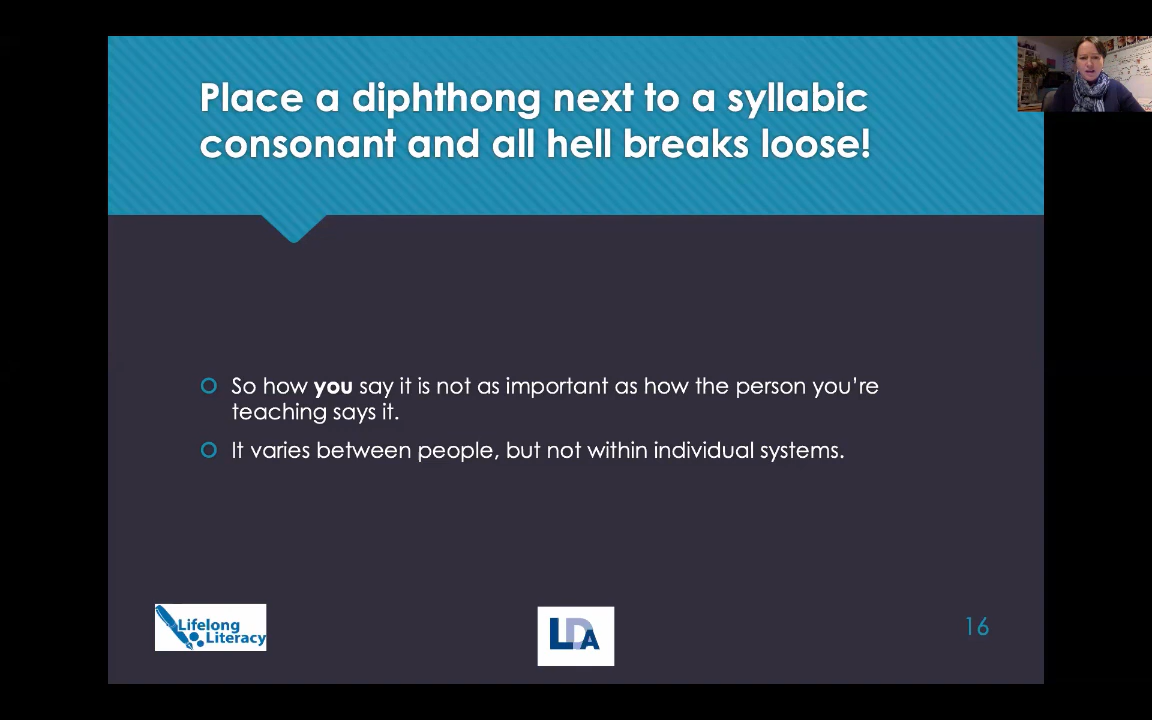 Place a diphthong next to a syllabic
consonant and all hell breaks loose!
So how you say it is not as important as how the person you're
teaching says it.
It varies between people, but not within individual systems.
Lifelong
Literacy
LDA
16